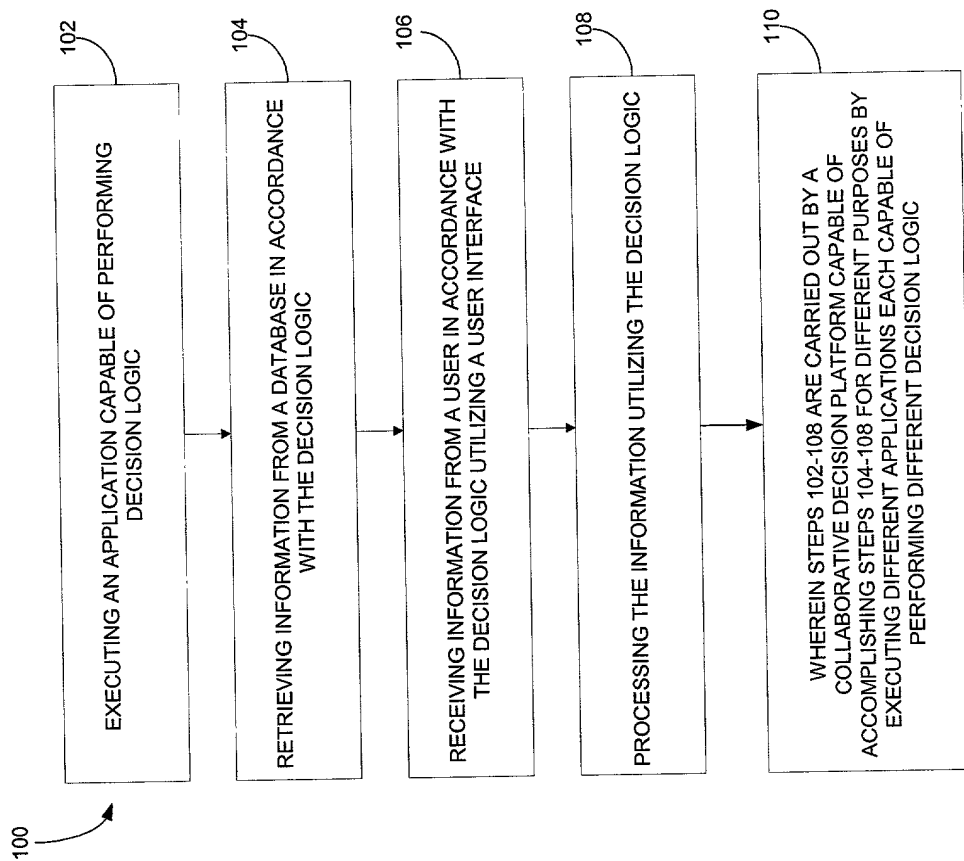 100
102
EXECUTING AN APPLICATION CAPABLE OF PERFORMING
DECISION LOGIC
104
RETRIEVING INFORMATION FROM A DATABASE IN ACCORDANCE
WITH THE DECISION LOGIC
106
RECEIVING INFORMATION FROM A USER IN ACCORDANCE WITH
THE DECISION LOGIC UTILIZING A USER INTERFACE
108
PROCESSING THE INFORMATION UTILIZING THE DECISION LOGIC
110
WHEREIN STEPS 102-108 ARE CARRIED OUT BY A
COLLABORATIVE DECISION PLATFORM CAPABLE OF
ACCOMPLISHING STEPS 104-108 FOR DIFFERENT PURPOSES BY
EXECUTING DIFFERENT APPLICATIONS EACH CAPABLE OF
PERFORMING DIFFERENT DECISION LOGIC